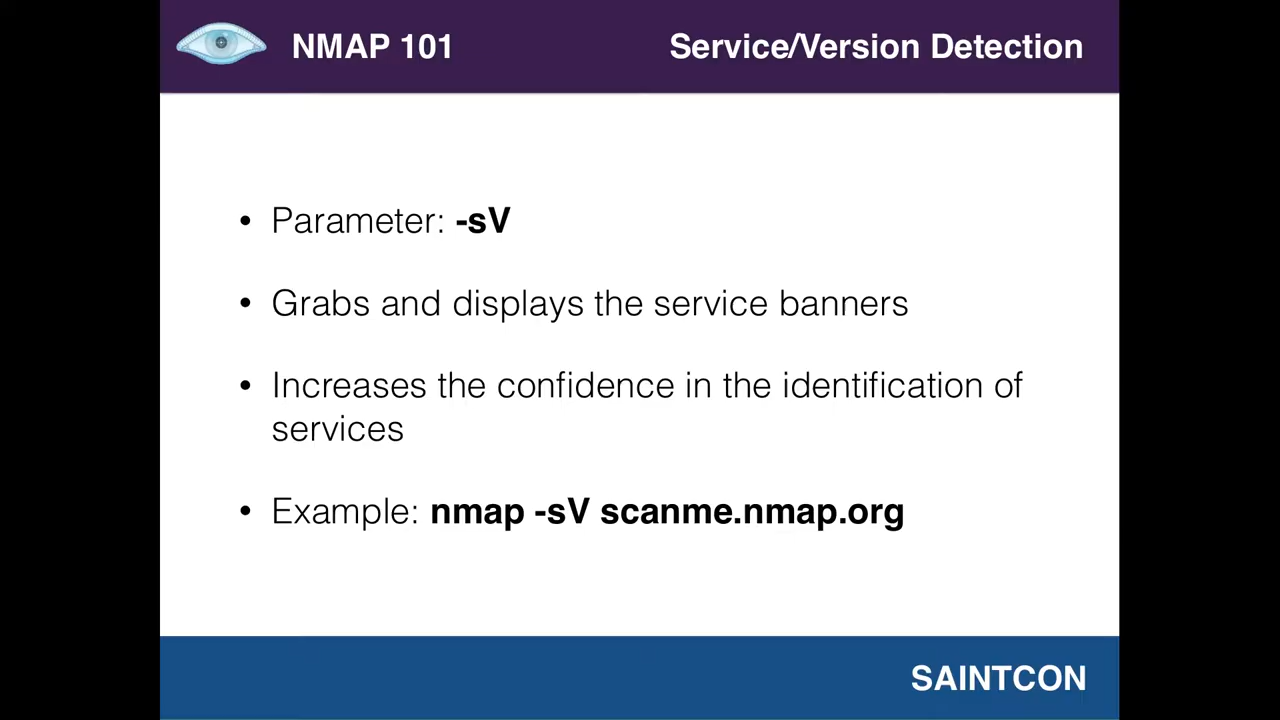 NMAP 101
Service/Version Detection
• Parameter: -sV
• Grabs and displays the service banners
• Increases the confidence in the identification of
services
• Example: nmap -sV scanme.nmap.org
SAINTCON